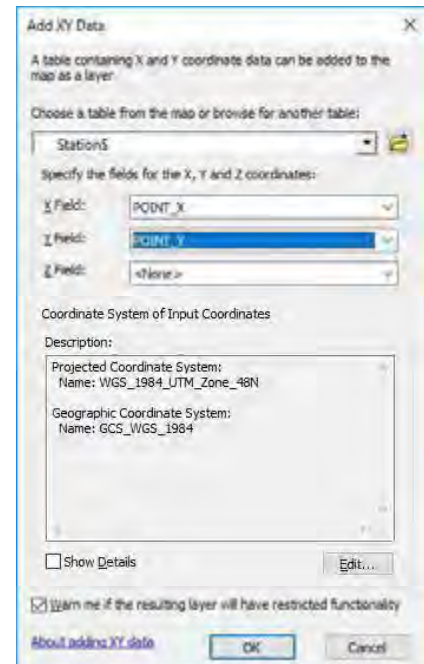 Add XY Data
A table containing X and Y coordinate data can be added to the
map as a layer
Choose a table from the map or browse for another table:
StationS
Specify the fields for the X, Y and Z coordinates:
X Field: POINT_X
Y Field: POINT_Y
Z Field: <None>
Coordinate System of Input Coordinates
Description:
Projected Coordinate System:
Name: WGS_1984_UTM_Zone_48N
Geographic Coordinate System:
Name: GCS_WGS_1984
Show Details Edit...
Warn me if the resulting layer will have restricted functionality
About adding XY data OK Cancel